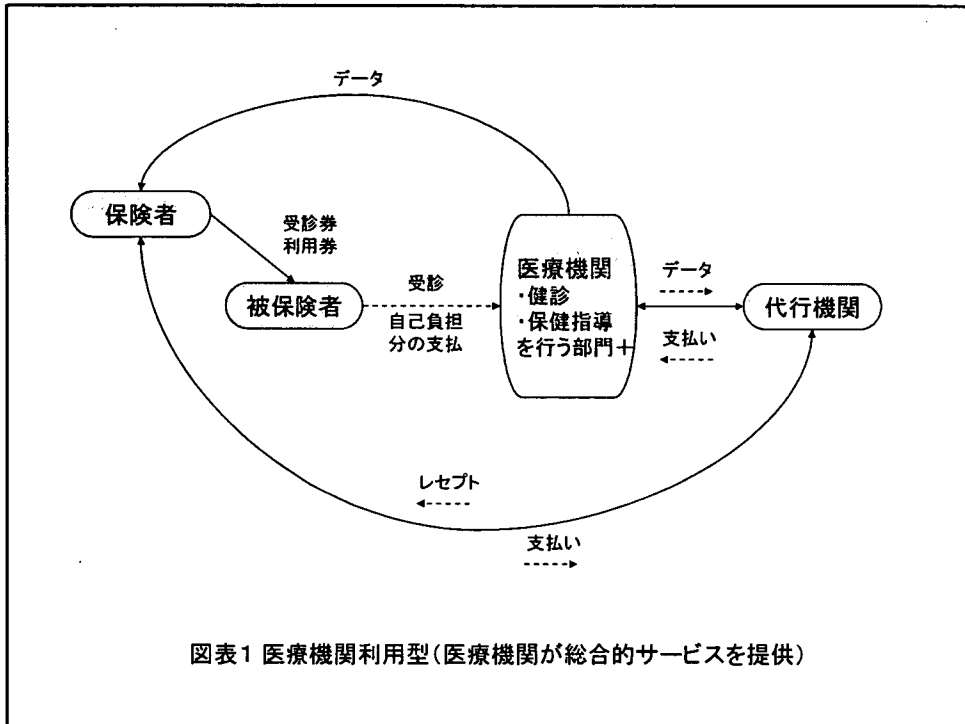 データ
保険者
受診券
利用券
被保険者
受診
自己負担
分の支払
医療機関
・健診
・保健指導
を行う部門＋
データ
支払い
代行機関
レセプト
支払い
図表1 医療機関利用型(医療機関が総合的サービスを提供)